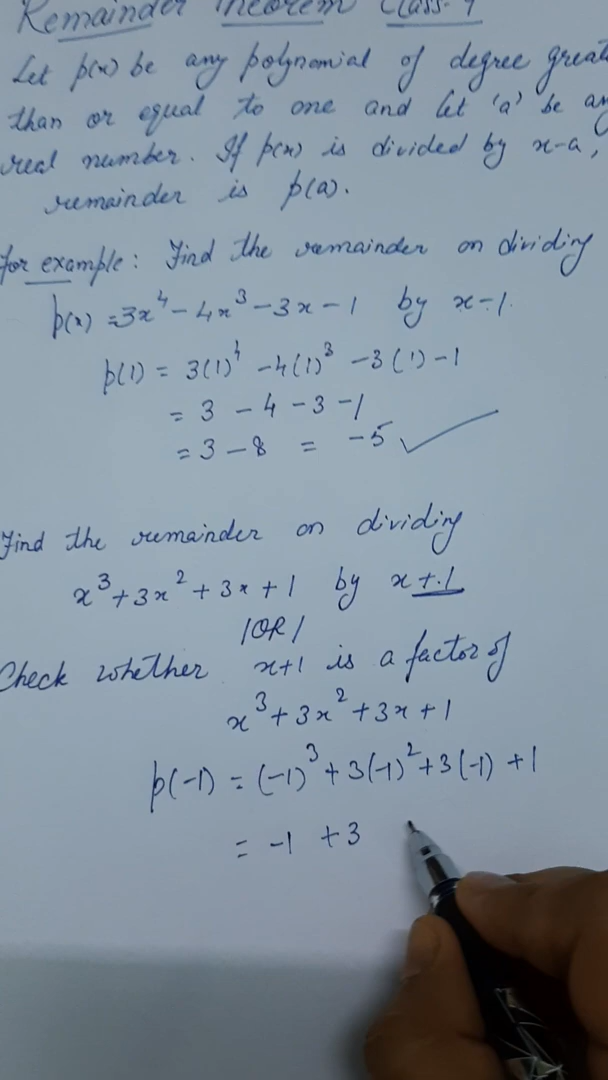 Remainder Theorem Class-9
Let p(x) be any polynomial of degree great
than or equal to one and let 'a' be any
real number. If p(x) is divided by x-a,
remainder is p(a).
For example: Find the remainder on dividing
p(x) = 3x⁴ - 4x³ - 3x - 1 by x-1.
p(1) = 3(1)⁴ - 4(1)³ - 3(1) - 1
= 3 - 4 - 3 - 1
= 3 - 8 = -5 ✓
Find the remainder on dividing
x³ + 3x² + 3x + 1 by x+1
/OR/
Check whether x+1 is a factor of
x³ + 3x² + 3x + 1
p(-1) = (-1)³ + 3(-1)² + 3(-1) + 1
= -1 + 3